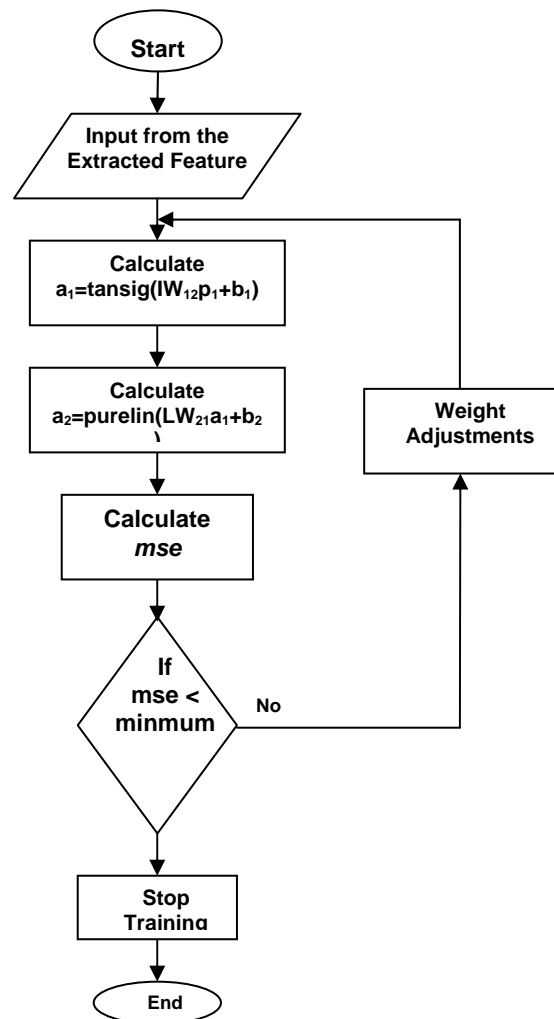 Start
Input from the
Extracted Feature
Calculate
a₁=tansig(IW₁₂p₁+b₁)
Calculate
a₂=purelin(LW₂₁a₁+b₂
)
Weight
Adjustments
Calculate
mse
If
mse <
minmum
No
Stop
Training
End